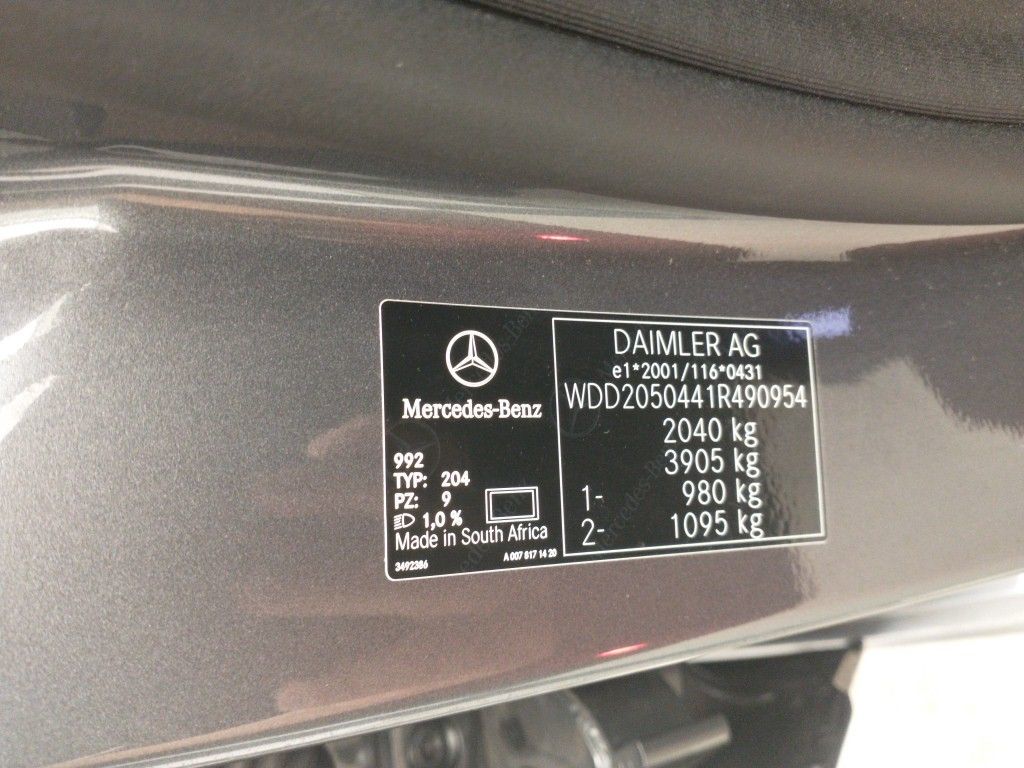 Mercedes-Benz
992
TYP: 204
PZ: 9
1,0 %
Made in South Africa
3492386 A 007 817 14 20
DAIMLER AG
e1*2001/116*0431
WDD2050441R490954
2040 kg
3905 kg
1- 980 kg
2- 1095 kg